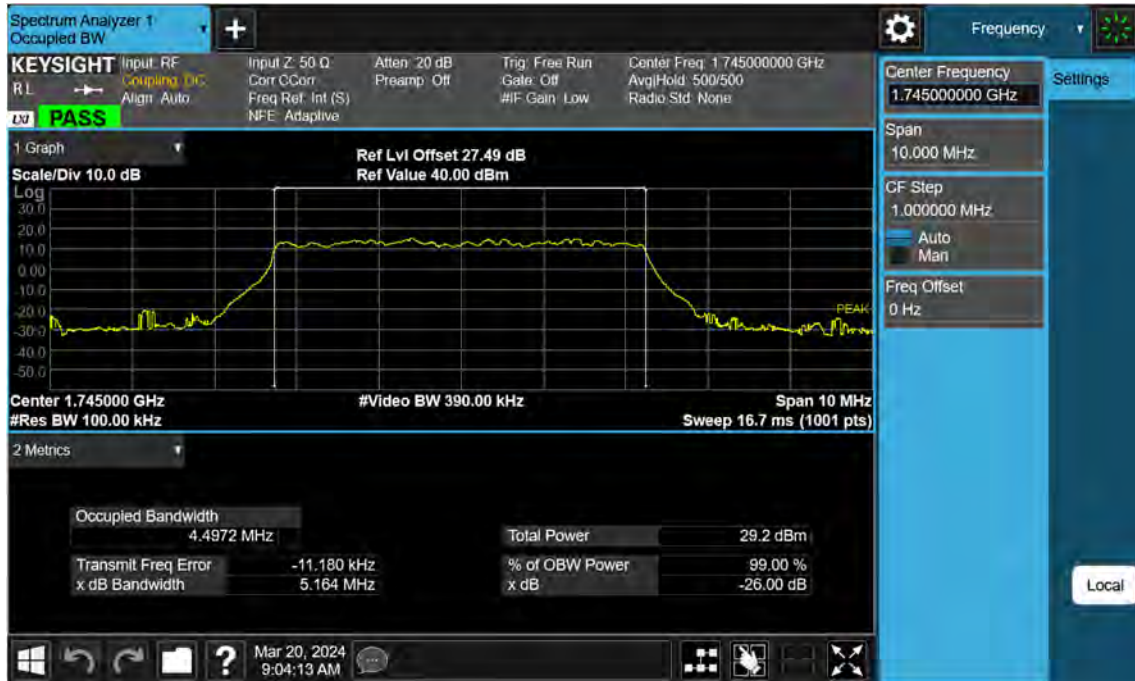 Spectrum Analyzer 1
Occupied BW
+
Frequency
KEYSIGHT
RL
LXI
PASS
Input: RF
Coupling: DC
Align: Auto
Input Z: 50 Ω
Corr CCorr
Freq Ref: Int (S)
NFE: Adaptive
Atten: 20 dB
Preamp: Off
Trig: Free Run
Gate: Off
#IF Gain: Low
Center Freq: 1.745000000 GHz
Avg|Hold: 500/500
Radio Std: None
Center Frequency
1.745000000 GHz
Settings
Span
10.000 MHz
CF Step
1.000000 MHz
Auto
Man
Freq Offset
0 Hz
1 Graph
Scale/Div 10.0 dB
Ref Lvl Offset 27.49 dB
Ref Value 40.00 dBm
Log
30.0
20.0
10.0
0.00
-10.0
-20.0
-30.0
-40.0
-50.0
PEAK
Center 1.745000 GHz
#Video BW 390.00 kHz
Span 10 MHz
#Res BW 100.00 kHz
Sweep 16.7 ms (1001 pts)
2 Metrics
Occupied Bandwidth
4.4972 MHz
Total Power 29.2 dBm
Transmit Freq Error -11.180 kHz
% of OBW Power 99.00 %
x dB Bandwidth 5.164 MHz
x dB -26.00 dB
Local
?
Mar 20, 2024
9:04:13 AM